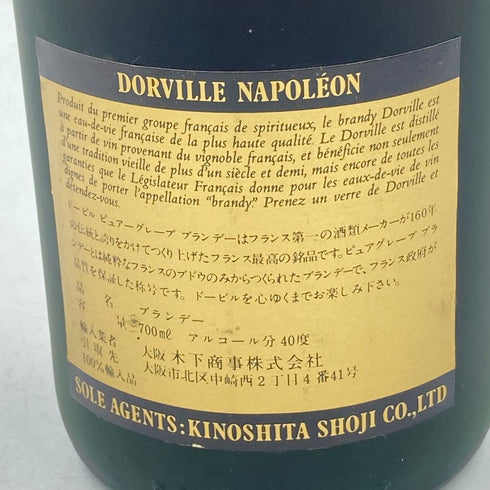 DORVILLE NAPOLÉON
Produit du premier groupe français de spiritueux, le brandy Dorville est
une eau-de-vie française de la plus haute qualité. Le Dorville est distillé
à partir de vin provenant du vignoble français, et bénéficie non seulement
d'une tradition vieille de plus d'un siècle et demi, mais encore de toutes les
garanties que le Législateur Français donne pour les eaux-de-vie de vin
dignes de porter l'appellation "brandy." Prenez un verre de Dorville et
détendez-vous.
ドービル ピュアーグレープ ブランデーはフランス第一の酒類メーカーが160年
の伝統と誇りをかけてつくり上げたフランス最高の銘品です。ピュアグレープ ブラ
ンデーとは純粋なフランスのブドウのみからつくられたブランデーで、フランス政府が
品質を保証した称号です。ドービルを心ゆくまでお楽しみ下さい。
品名 ブランデー
容量 700ml アルコール分 40度
輸入業者 大阪 木下商事株式会社
引取先 大阪市北区中崎西2丁目4番41号
100%輸入品
SOLE AGENTS: KINOSHITA SHOJI CO., LTD